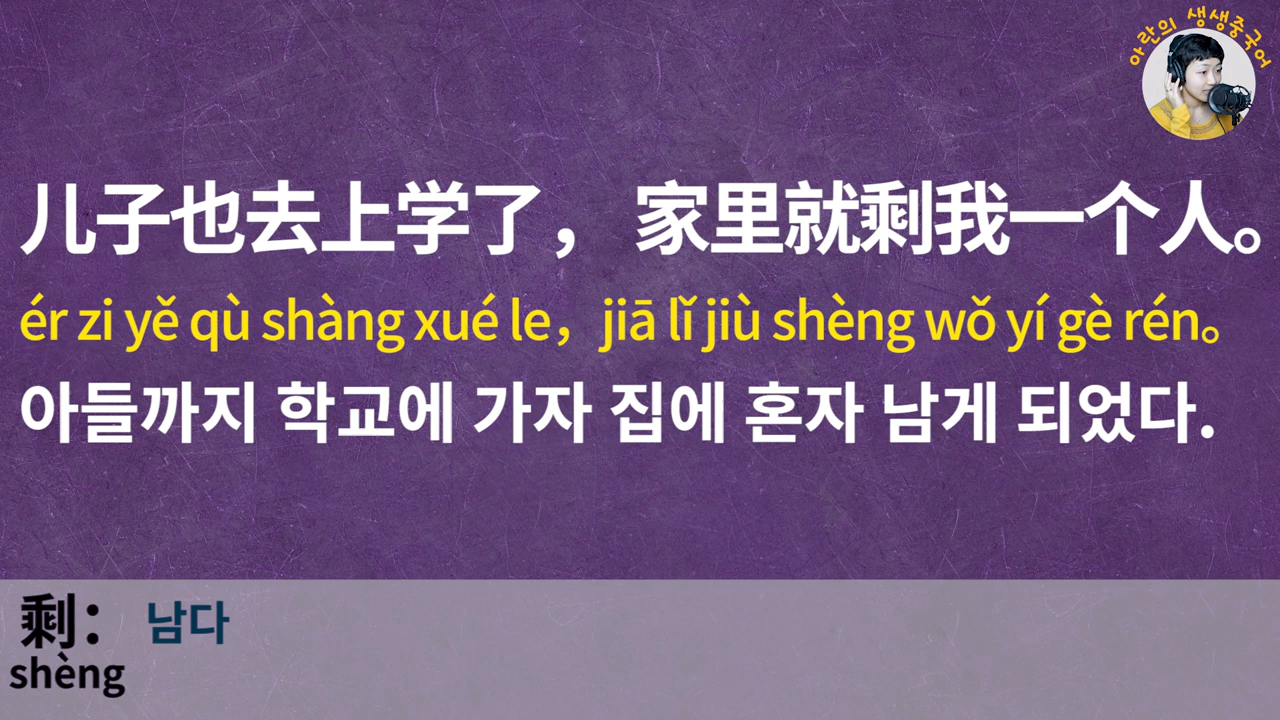 아란의 생생중국어
儿子也去上学了，家里就剩我一个人。
ér zi yě qù shàng xué le，jiā lǐ jiù shèng wǒ yí gè rén。
아들까지 학교에 가자 집에 혼자 남게 되었다.
剩： 남다
shèng